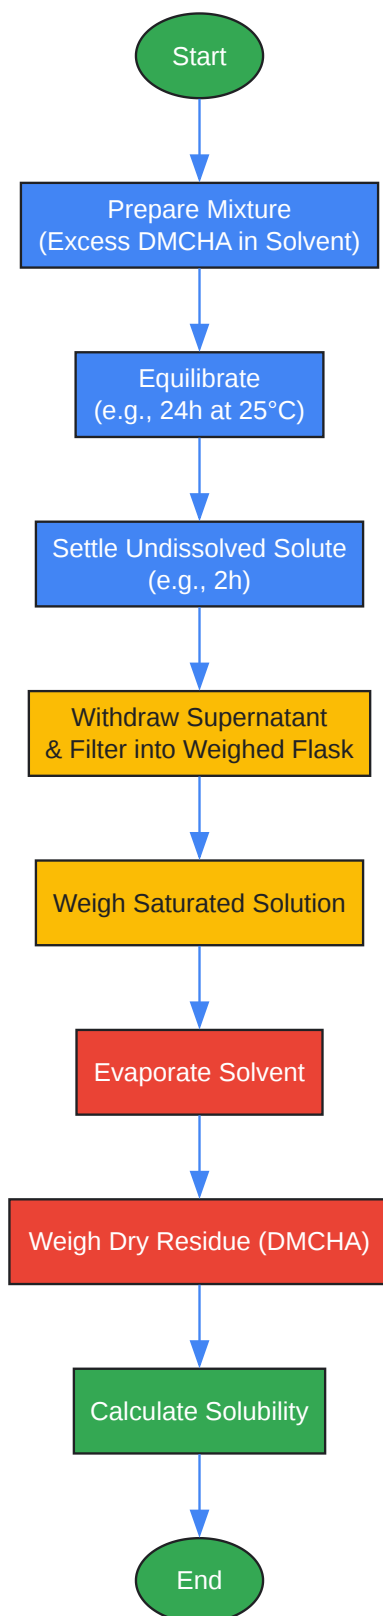 Start
Prepare Mixture
(Excess DMCHA in Solvent)
Equilibrate
(e.g., 24h at 25°C)
Settle Undissolved Solute
(e.g., 2h)
Withdraw Supernatant
& Filter into Weighed Flask
Weigh Saturated Solution
Evaporate Solvent
Weigh Dry Residue (DMCHA)
Calculate Solubility
End